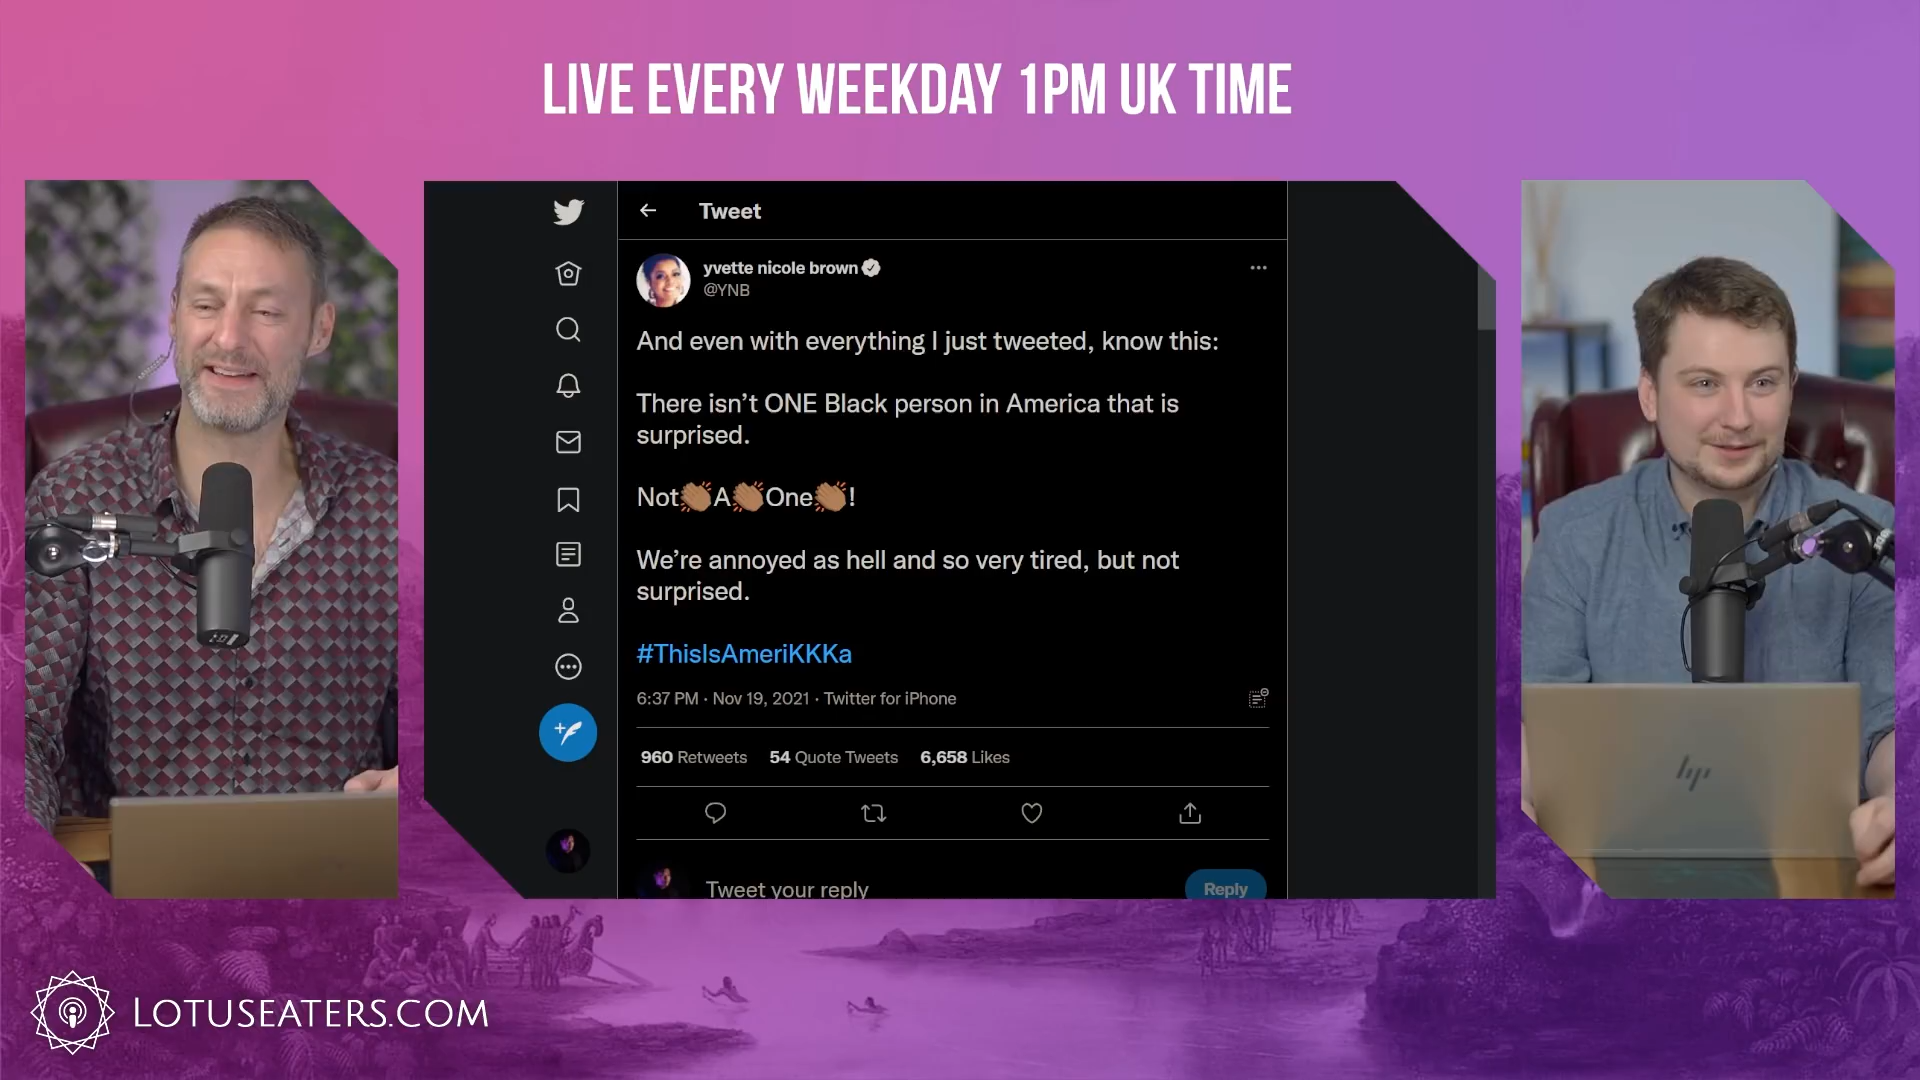 LIVE EVERY WEEKDAY 1PM UK TIME
Tweet
yvette nicole brown
@YNB
And even with everything I just tweeted, know this:
There isn't ONE Black person in America that is
surprised.
Not👏🏽A👏🏽One👏🏽!
We're annoyed as hell and so very tired, but not
surprised.
#ThisIsAmeriKKKa
6:37 PM · Nov 19, 2021 · Twitter for iPhone
960 Retweets 54 Quote Tweets 6,658 Likes
Tweet your reply
Reply
hp
LOTUSEATERS.COM